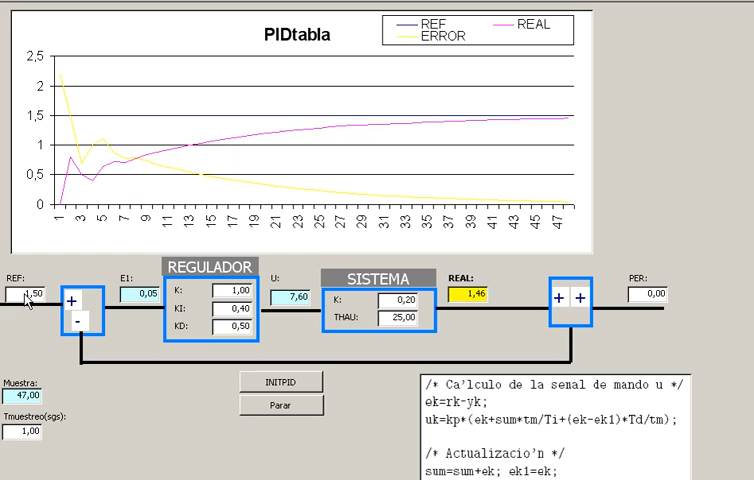 PIDtabla
REF
REAL
ERROR
2,5
2
1,5
1
0,5
0
1 3 5 7 9 11 13 15 17 19 21 23 25 27 29 31 33 35 37 39 41 43 45 47
REF:
1,50
+
-
E1:
0,05
REGULADOR
K: 1,00
KI: 0,40
KD: 0,50
U:
7,60
SISTEMA
K: 0,20
THAU: 25,00
REAL:
1,46
+ +
PER:
0,00
Muestra:
47,00
Tmuestreo(sgs):
1,00
INITPID
Parar
/* Ca'lculo de la senal de mando u */
ek=rk-yk;
uk=kp*(ek+sum*tm/Ti+(ek-ek1)*Td/tm);
/* Actualizacio'n */
sum=sum+ek; ek1=ek;